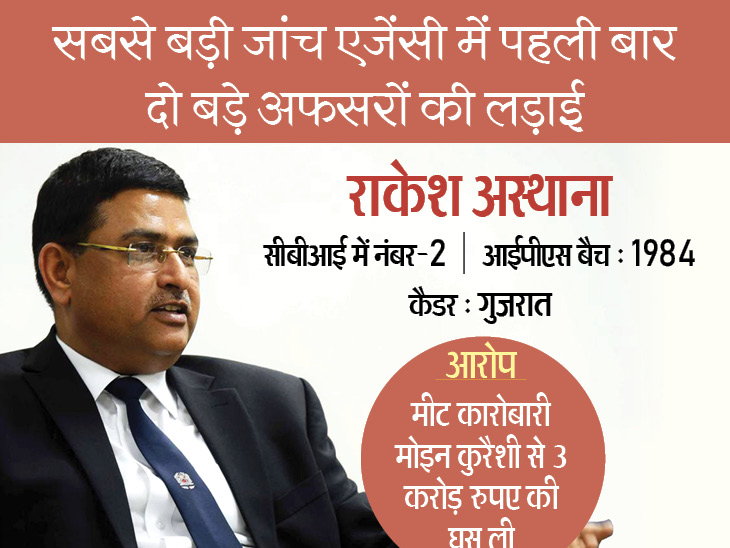 सबसे बड़ी जांच एजेंसी में पहली बार
दो बड़े अफसरों की लड़ाई
राकेश अस्थाना
सीबीआई में नंबर-2 | आईपीएस बैच : 1984
कैडर : गुजरात
आरोप
मीट कारोबारी
मोइन कुरैशी से 3
करोड़ रुपए की
घूस ली